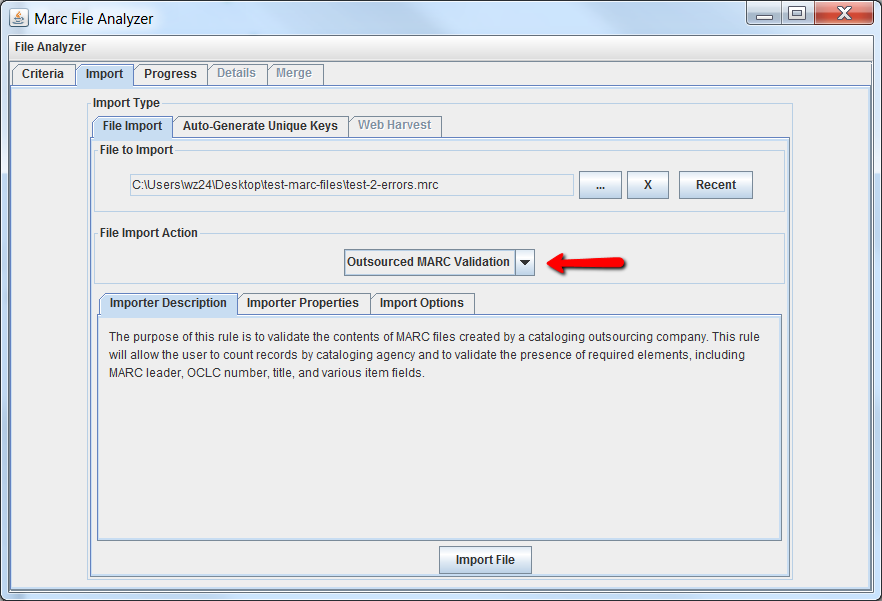 Marc File Analyzer
File Analyzer
Criteria Import Progress Details Merge
Import Type
File Import Auto-Generate Unique Keys Web Harvest
File to Import
C:\Users\wz24\Desktop\test-marc-files\test-2-errors.mrc ... X Recent
File Import Action
Outsourced MARC Validation
Importer Description Importer Properties Import Options
The purpose of this rule is to validate the contents of MARC files created by a cataloging outsourcing company. This rule
will allow the user to count records by cataloging agency and to validate the presence of required elements, including
MARC leader, OCLC number, title, and various item fields.
Import File